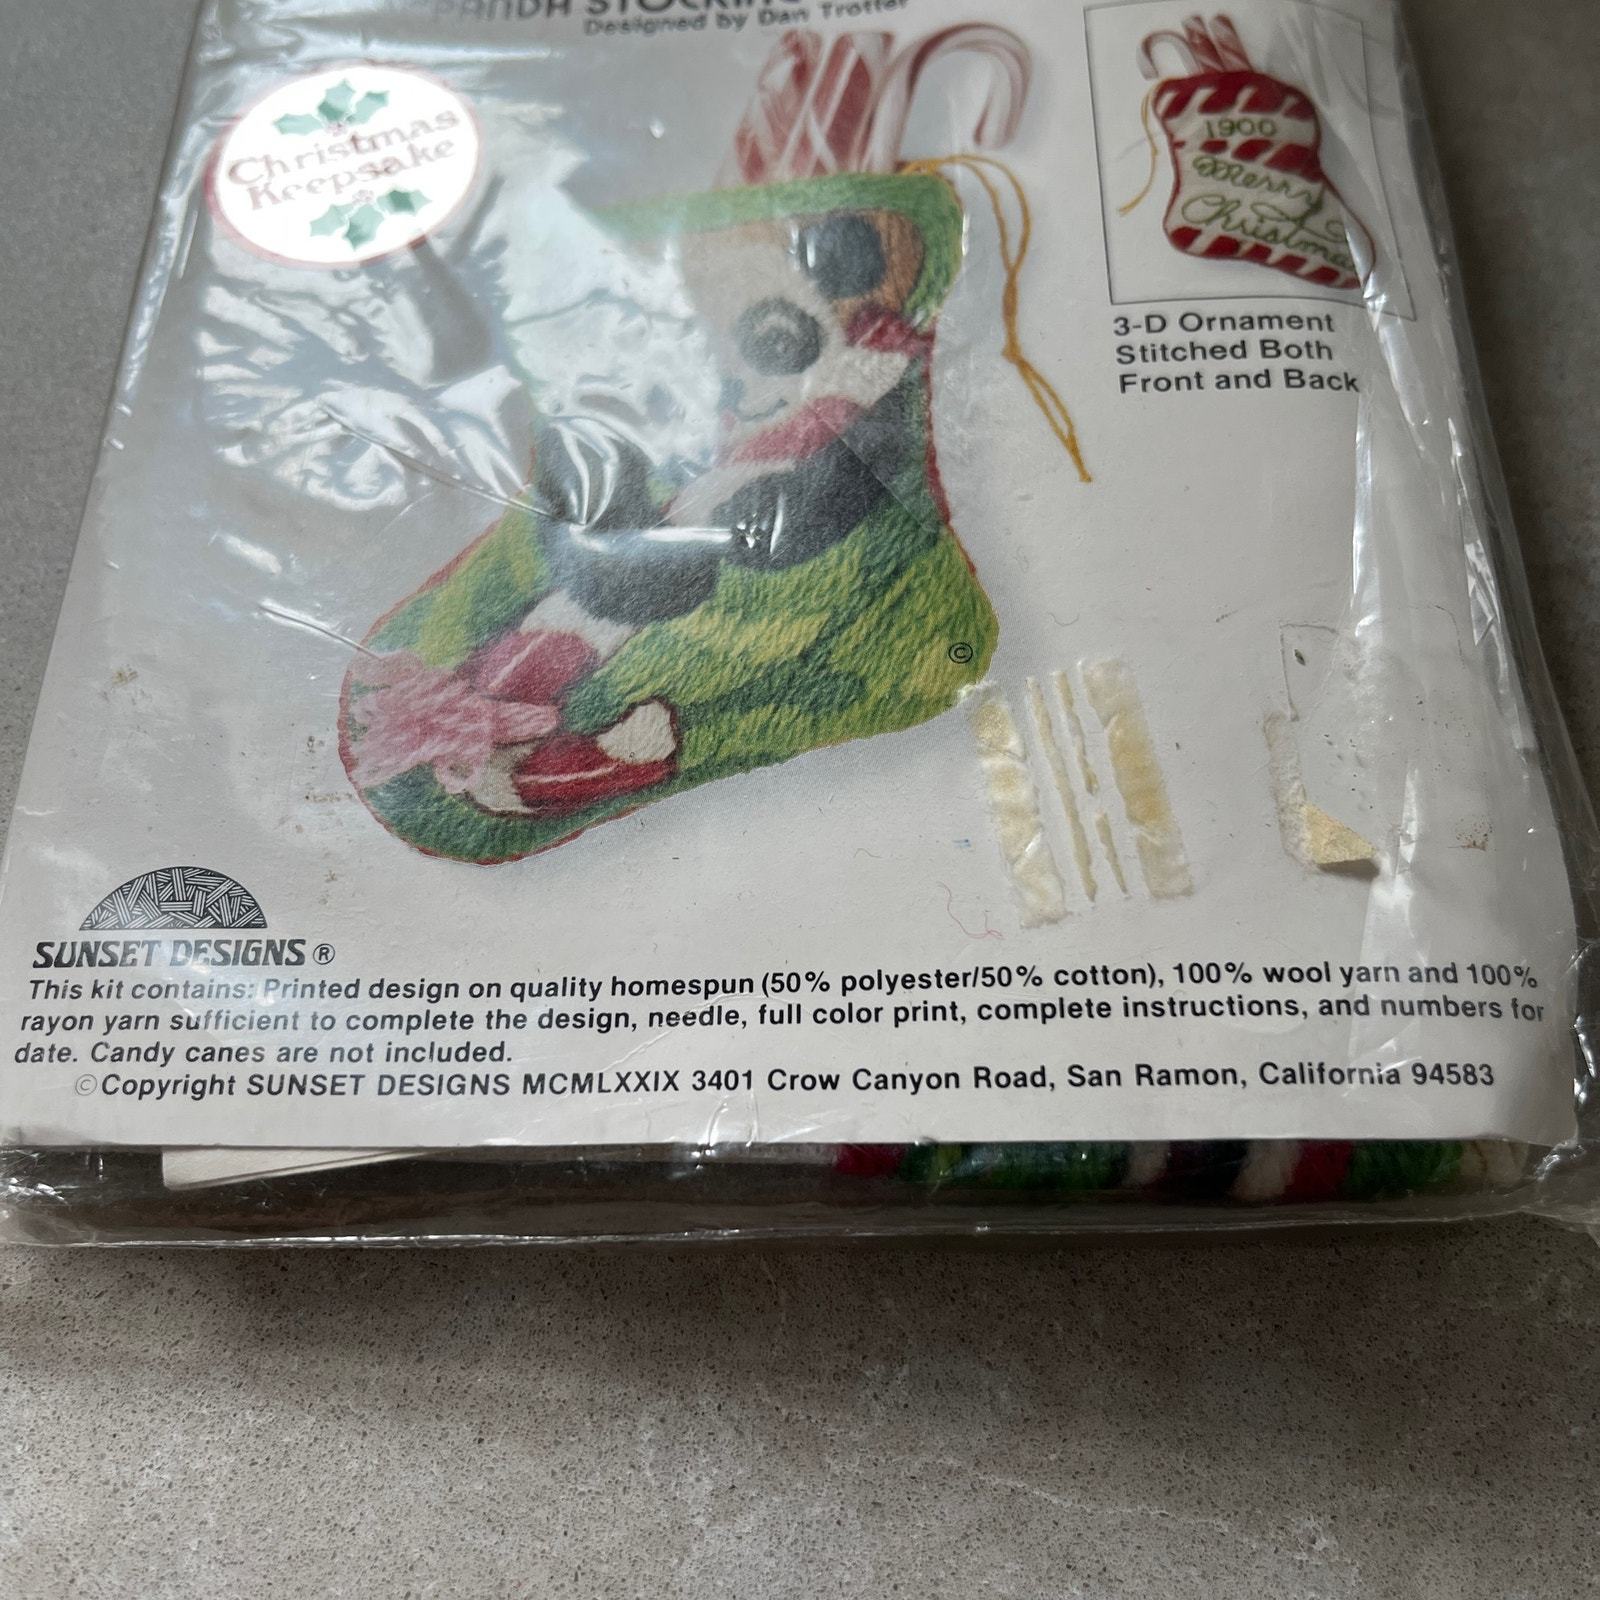 PANDA STOCKING
Designed by Dan Trotter
Christmas
Keepsake
1900
Merry
Christmas
3-D Ornament
Stitched Both
Front and Back
©
SUNSET DESIGNS ®
This kit contains: Printed design on quality homespun (50% polyester/50% cotton), 100% wool yarn and 100%
rayon yarn sufficient to complete the design, needle, full color print, complete instructions, and numbers for
date. Candy canes are not included.
©Copyright SUNSET DESIGNS MCMLXXIX 3401 Crow Canyon Road, San Ramon, California 94583